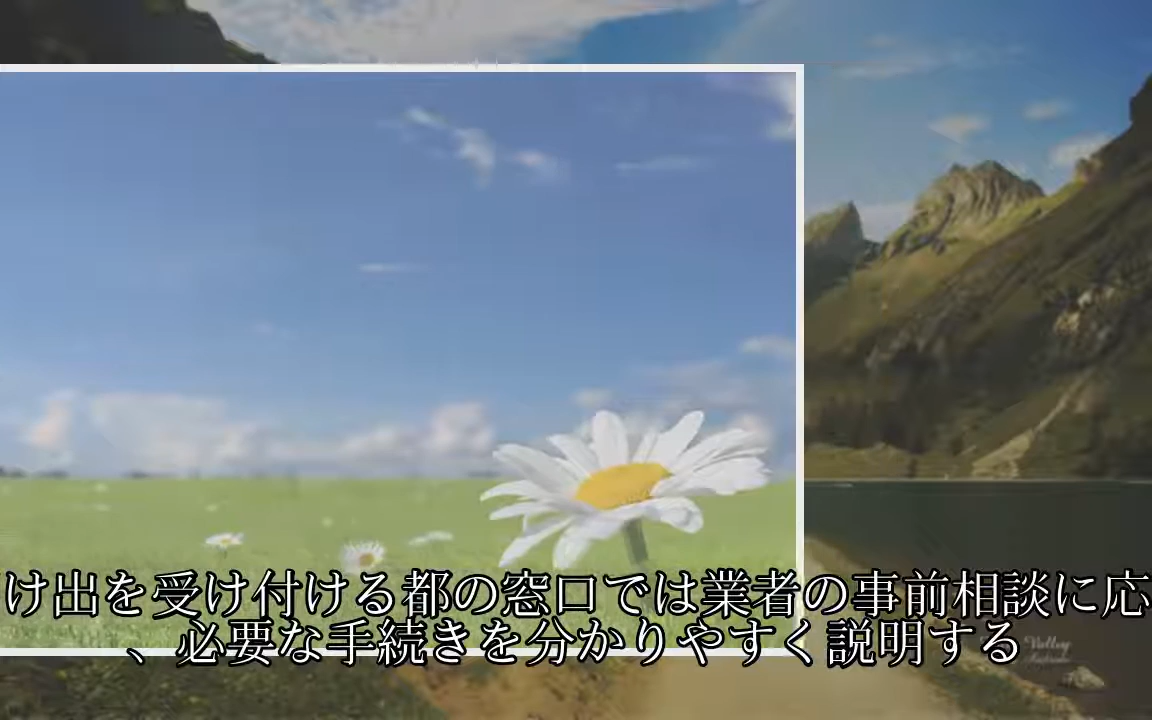 け出を受け付ける都の窓口では業者の事前相談に応
、必要な手続きを分かりやすく説明する
Valley